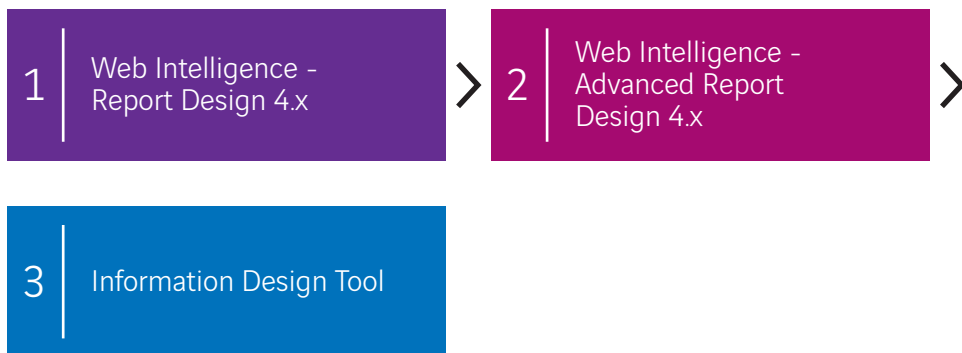 1
Web Intelligence -
Report Design 4.x
2
Web Intelligence -
Advanced Report
Design 4.x
3
Information Design Tool